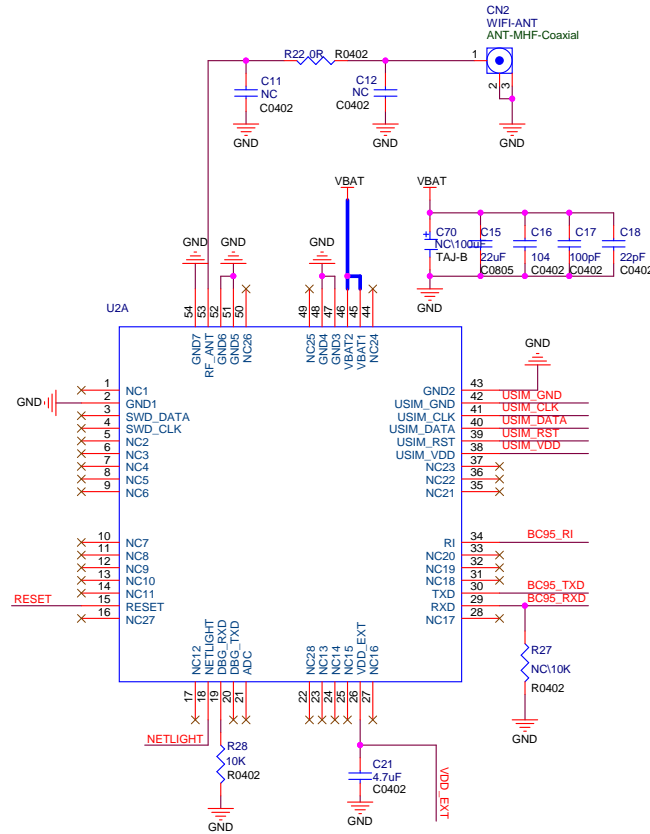 CN2
WIFI-ANT
ANT-MHF-Coaxial
R22 0R R0402
1
2
3
C11
NC
C0402
C12
NC
C0402
GND
GND
GND
VBAT
VBAT
C70
NC\100uF
TAJ-B
C15
22uF
C0805
C16
104
C0402
C17
100pF
C0402
C18
22pF
C0402
GND
GND
GND
GND
U2A
54
53
52
51
50
49
48
47
46
45
44
GND7
RF_ANT
GND6
GND5
NC26
NC25
GND4
GND3
VBAT2
VBAT1
NC24
GND
1 NC1
GND 2 GND1
3 SWD_DATA
4 SWD_CLK
5 NC2
6 NC3
7 NC4
8 NC5
9 NC6
10 NC7
11 NC8
12 NC9
13 NC10
14 NC11
RESET 15 RESET
16 NC27
GND2 43
USIM_GND 42 USIM_GND
USIM_CLK 41 USIM_CLK
USIM_DATA 40 USIM_DATA
USIM_RST 39 USIM_RST
USIM_VDD 38 USIM_VDD
NC23 37
NC22 36
NC21 35
RI 34 BC95_RI
NC20 33
NC19 32
NC18 31
TXD 30 BC95_TXD
RXD 29 BC95_RXD
NC17 28
NC12
NETLIGHT
DBG_RXD
DBG_TXD
ADC
NC28
NC13
NC14
NC15
VDD_EXT
NC16
17
18
19
20
21
22
23
24
25
26
27
R27
NC\10K
R0402
GND
NETLIGHT
R28
10K
R0402
GND
C21
4.7uF
C0402
GND
VDD_EXT